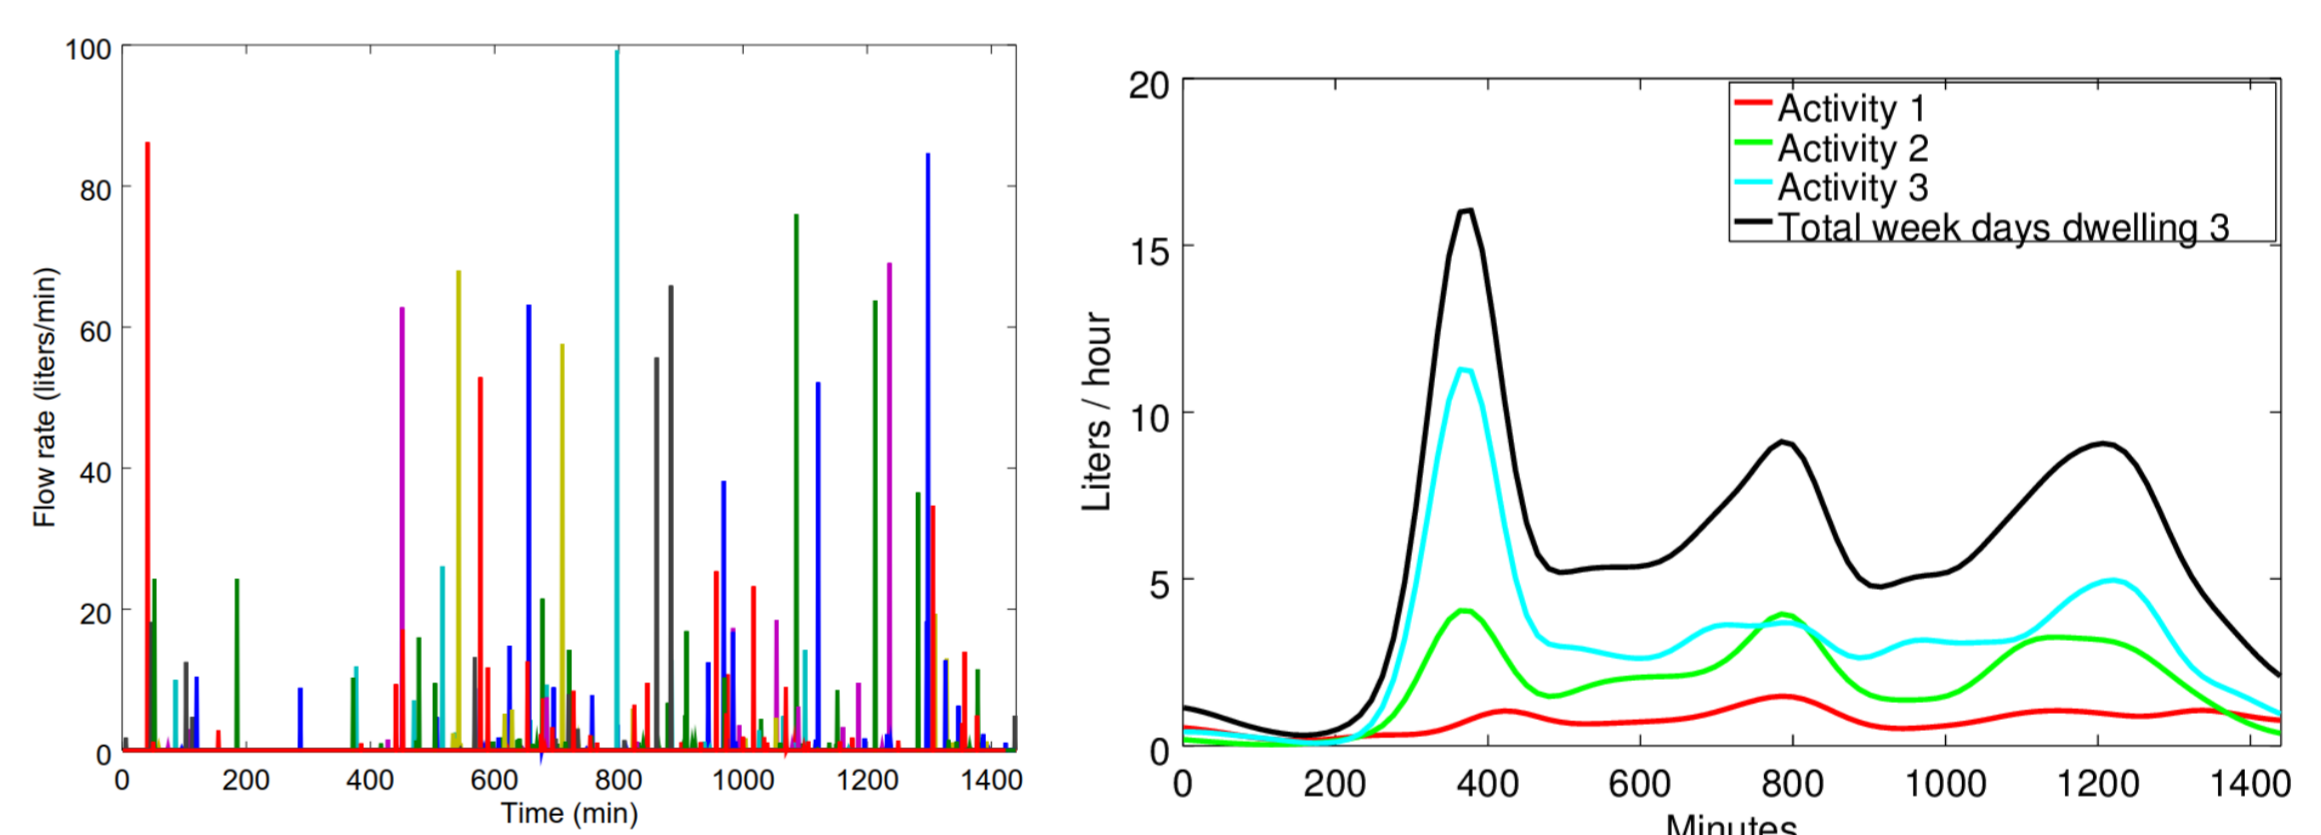 100
80
60
40
20
0
Flow rate (liters/min)
0 200 400 600 800 1000 1200 1400
Time (min)
20
15
10
5
0
Liters / hour
Activity 1
Activity 2
Activity 3
Total week days dwelling 3
0 200 400 600 800 1000 1200 1400
Minutes